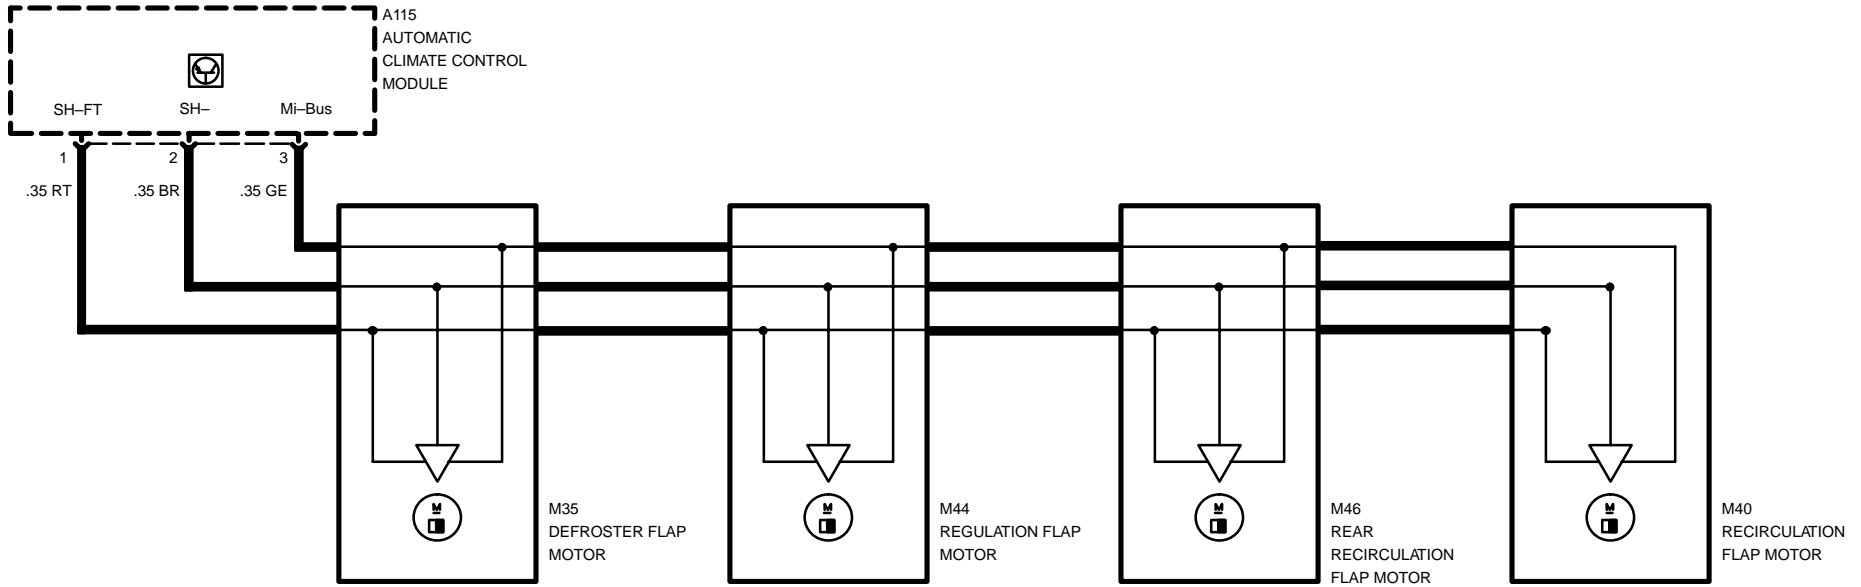 A115
AUTOMATIC
CLIMATE CONTROL
MODULE
SH–FT
SH–
Mi–Bus
1
2
3
.35 RT
.35 BR
.35 GE
M
M35
DEFROSTER FLAP
MOTOR
M
M44
REGULATION FLAP
MOTOR
M
M46
REAR
RECIRCULATION
FLAP MOTOR
M
M40
RECIRCULATION
FLAP MOTOR